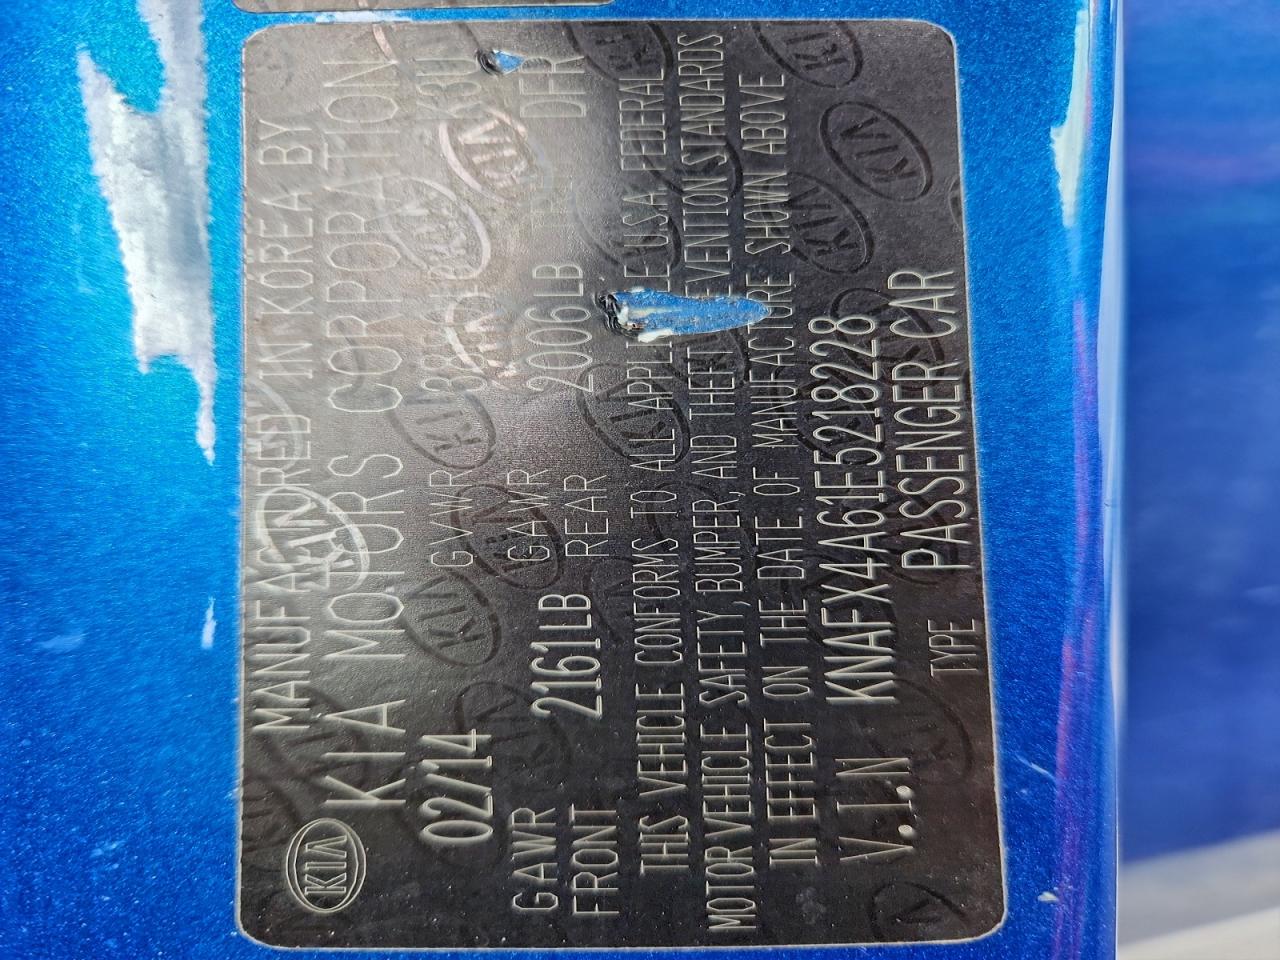 KIA
MANUFACTURED IN KOREA BY
KIA MOTORS CORPORATION
02/14 GVWR
GAWR FRONT 2161LB GAWR REAR 2006LB DFR
THIS VEHICLE CONFORMS TO ALL USA FEDERAL
MOTOR VEHICLE SAFETY, BUMPER, AND THEFT STANDARDS
IN EFFECT ON THE DATE OF MANUFACTURE SHOWN ABOVE
V.I.N KNAFX4A61E5218228
TYPE PASSENGER CAR